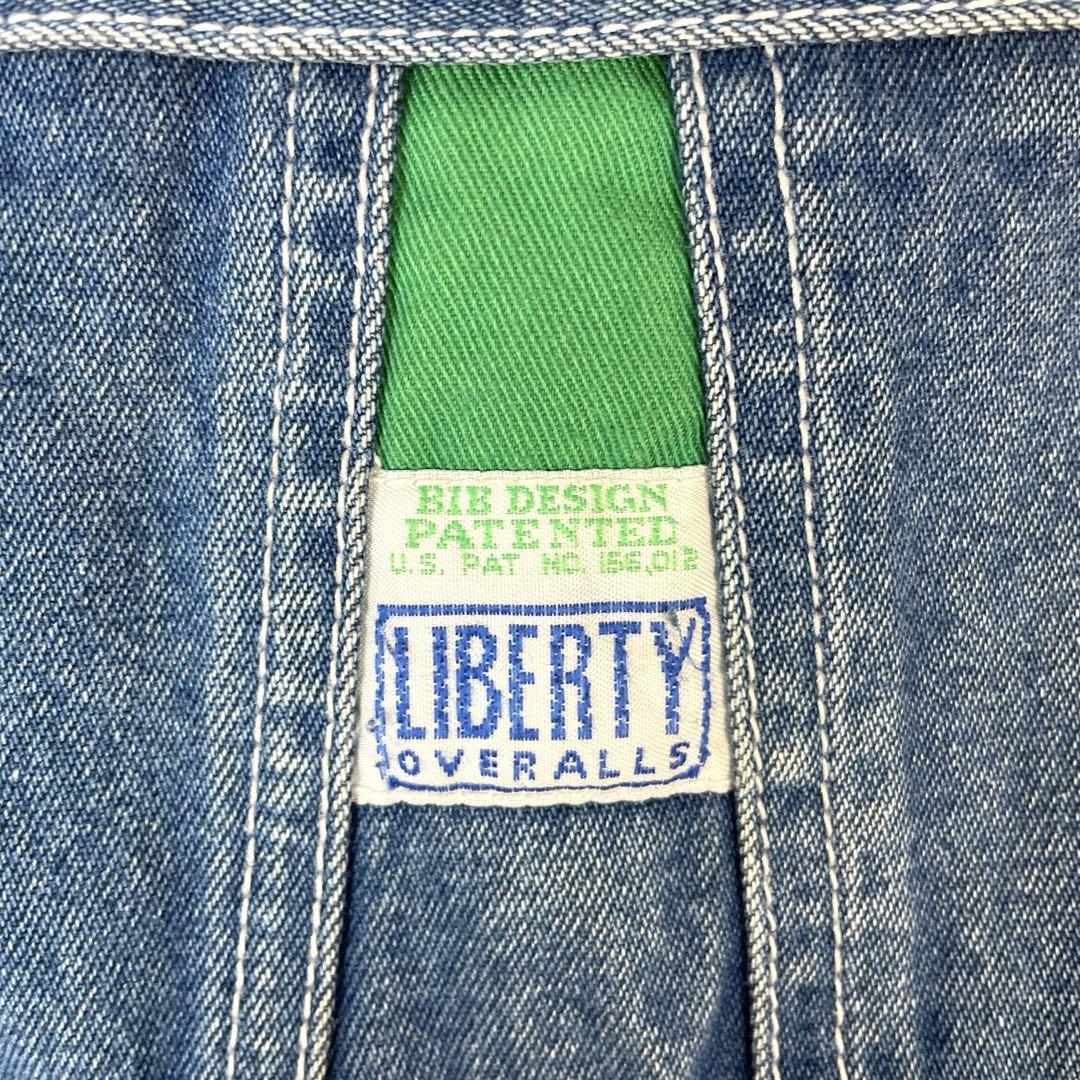 BIB DESIGN
PATENTED
U.S. PAT NO. 156,012
LIBERTY
OVERALLS